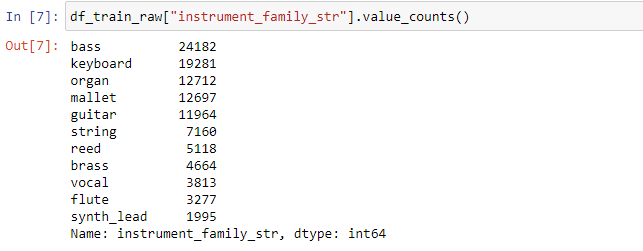 In [7]: df_train_raw["instrument_family_str"].value_counts()
Out[7]: bass          24182
keyboard      19281
organ         12712
mallet        12697
guitar        11964
string         7160
reed           5118
brass          4664
vocal          3813
flute          3277
synth_lead     1995
Name: instrument_family_str, dtype: int64